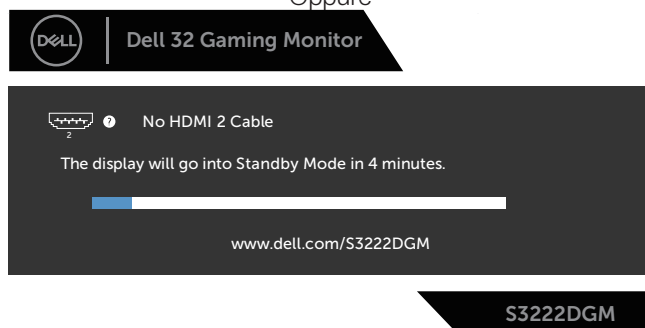 Oppure
DELL
Dell 32 Gaming Monitor
? No HDMI 2 Cable
2
The display will go into Standby Mode in 4 minutes.
www.dell.com/S3222DGM
S3222DGM